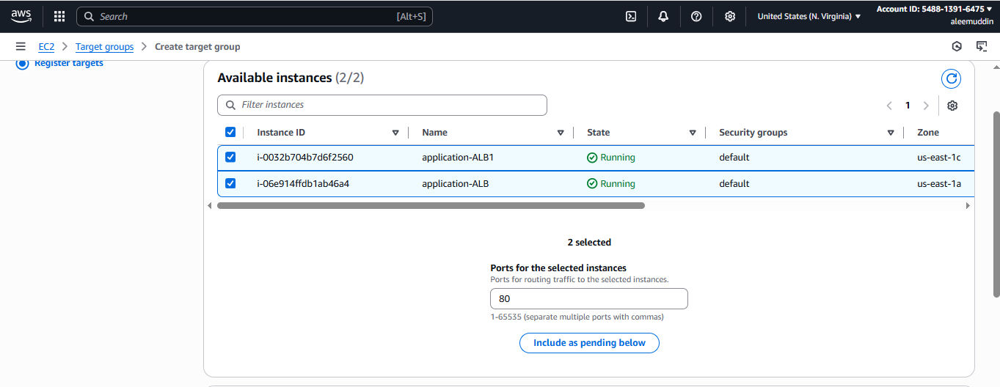 aws Search [Alt+S] United States (N. Virginia) Account ID: 5488-1391-6475
aleemuddin
EC2 Target groups Create target group
Register targets
Available instances (2/2)
Filter instances 1
Instance ID Name State Security groups Zone
i-0032b704b7d6f2560 application-ALB1 Running default us-east-1c
i-06e914ffdb1ab46a4 application-ALB Running default us-east-1a
2 selected
Ports for the selected instances
Ports for routing traffic to the selected instances.
80
1-65535 (separate multiple ports with commas)
Include as pending below